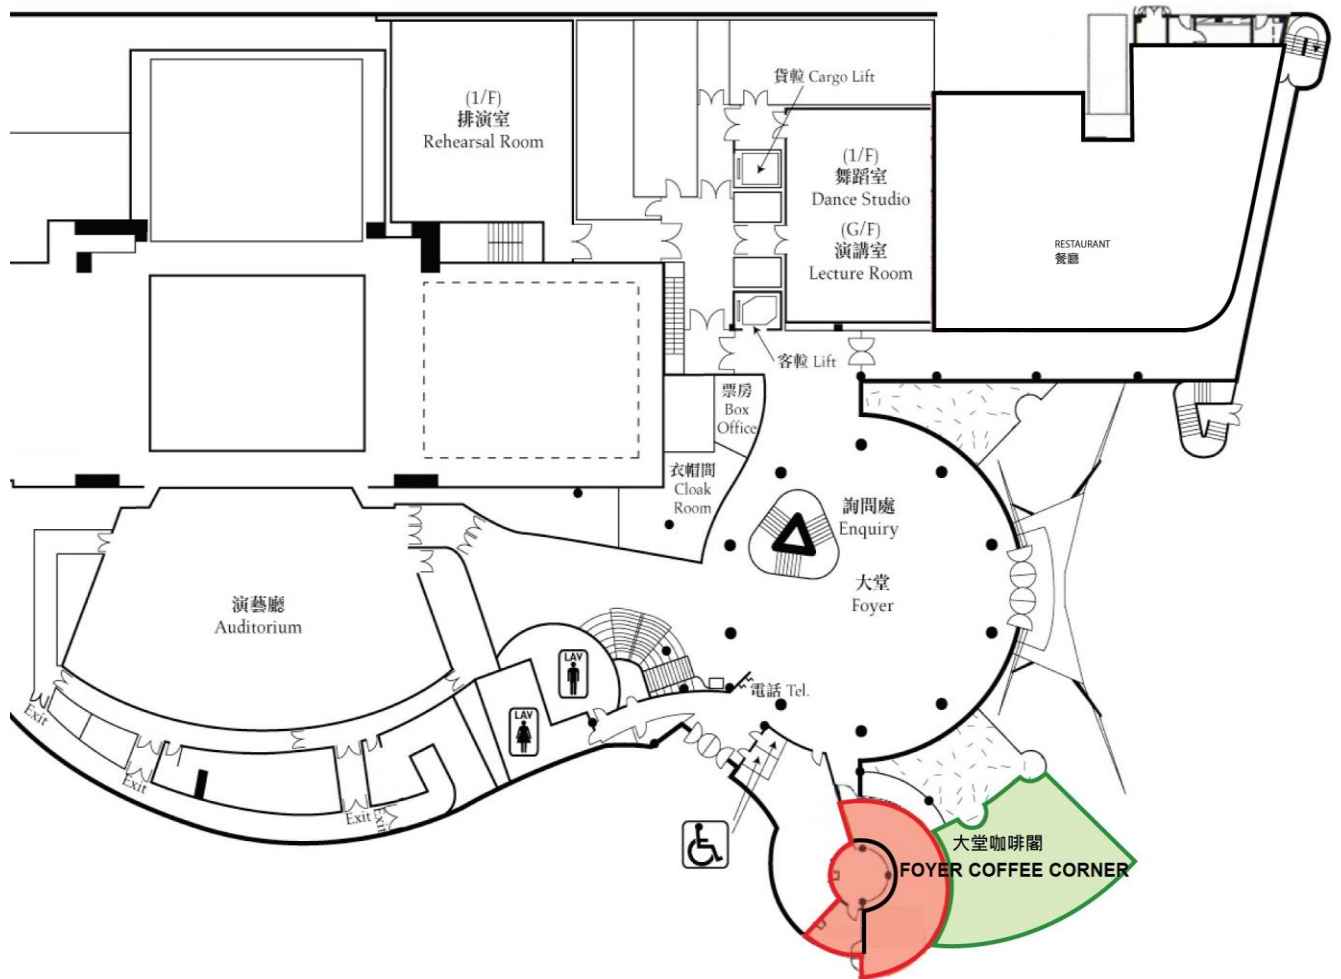 貨䢂 Cargo Lift
(1/F)
排演室
Rehearsal Room
(1/F)
舞蹈室
Dance Studio
(G/F)
演講室
Lecture Room
RESTAURANT
餐廳
客䢂 Lift
票房
Box
Office
衣帽間
Cloak
Room
詢問處
Enquiry
大堂
Foyer
演藝廳
Auditorium
LAV
LAV
電話 Tel.
Exit
Exit
Exit
Exit
大堂咖啡閣
FOYER COFFEE CORNER